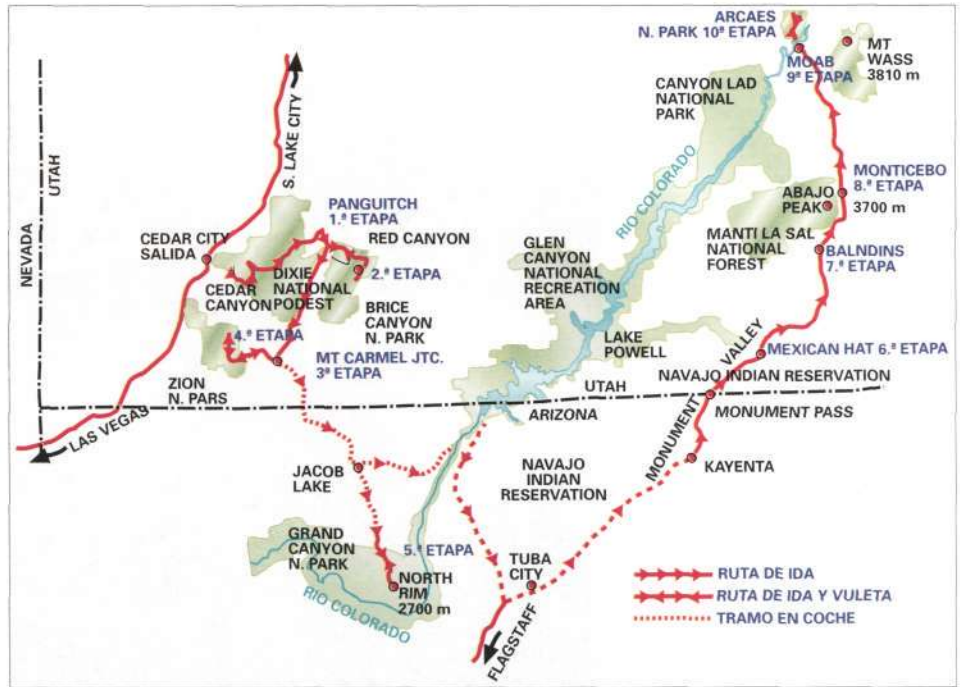 ARCAES
N. PARK 10ª ETAPA
MOAB
9ª ETAPA
MT
WASS
3810 m
CANYON LAD
NATIONAL
PARK
S. LAKE CITY
UTAH
NEVADA
RIO COLORADO
PANGUITCH
1.ª ETAPA
RED CANYON
CEDAR CITY
SALIDA
2.ª ETAPA
CEDAR
CANYON
DIXIE
NATIONAL
PODEST
BRICE
CANYON
N. PARK
GLEN
CANYON
NATIONAL
RECREATION
AREA
MONTICEBO
8.ª ETAPA
3700 m
ABAJO
PEAK
MANTI LA SAL
NATIONAL
FOREST
BALNDINS
7.ª ETAPA
4.ª ETAPA
MT CARMEL JTC.
3ª ETAPA
ZION
N. PARS
LAKE
POWELL
MEXICAN HAT 6.ª ETAPA
NAVAJO INDIAN RESERVATION
UTAH
ARIZONA
MONUMENT VALLEY
MONUMENT PASS
LAS VEGAS
JACOB
LAKE
NAVAJO
INDIAN
RESERVATION
KAYENTA
GRAND
CANYON
N. PARK
5.ª ETAPA
NORTH
RIM
2700 m
RIO COLORADO
TUBA
CITY
FLAGSTAFF
RUTA DE IDA
RUTA DE IDA Y VULETA
TRAMO EN COCHE